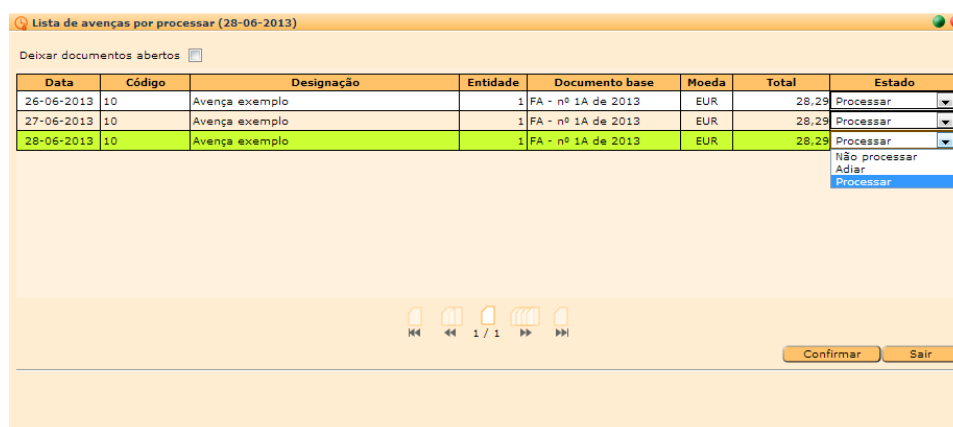 Lista de avenças por processar (28-06-2013)
Deixar documentos abertos
Data Código Designação Entidade Documento base Moeda Total Estado
26-06-2013 10 Avença exemplo 1 FA - nº 1A de 2013 EUR 28,29 Processar
27-06-2013 10 Avença exemplo 1 FA - nº 1A de 2013 EUR 28,29 Processar
28-06-2013 10 Avença exemplo 1 FA - nº 1A de 2013 EUR 28,29 Processar
Não processar
Adiar
Processar
1 / 1
Confirmar Sair